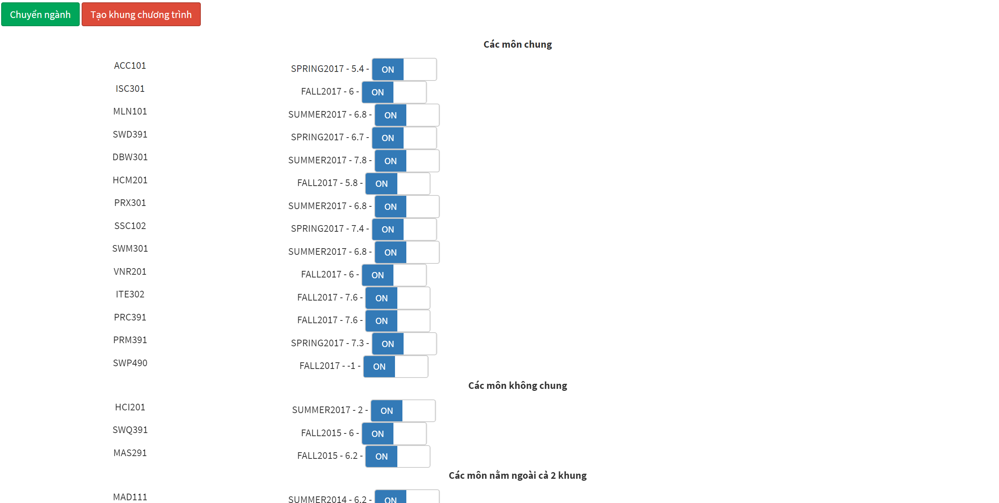 Chuyển ngành Tạo khung chương trình
Các môn chung
ACC101 SPRING2017 - 5.4 - ON
ISC301 FALL2017 - 6 - ON
MLN101 SUMMER2017 - 6.8 - ON
SWD391 SPRING2017 - 6.7 - ON
DBW301 SUMMER2017 - 7.8 - ON
HCM201 FALL2017 - 5.8 - ON
PRX301 SUMMER2017 - 6.8 - ON
SSC102 SPRING2017 - 7.4 - ON
SWM301 SUMMER2017 - 6.8 - ON
VNR201 FALL2017 - 6 - ON
ITE302 FALL2017 - 7.6 - ON
PRC391 FALL2017 - 7.6 - ON
PRM391 SPRING2017 - 7.3 - ON
SWP490 FALL2017 - -1 - ON
Các môn không chung
HCI201 SUMMER2017 - 2 - ON
SWQ391 FALL2015 - 6 - ON
MAS291 FALL2015 - 6.2 - ON
Các môn nằm ngoài cả 2 khung
MAD111 SUMMER2014 - 6.2 - ON